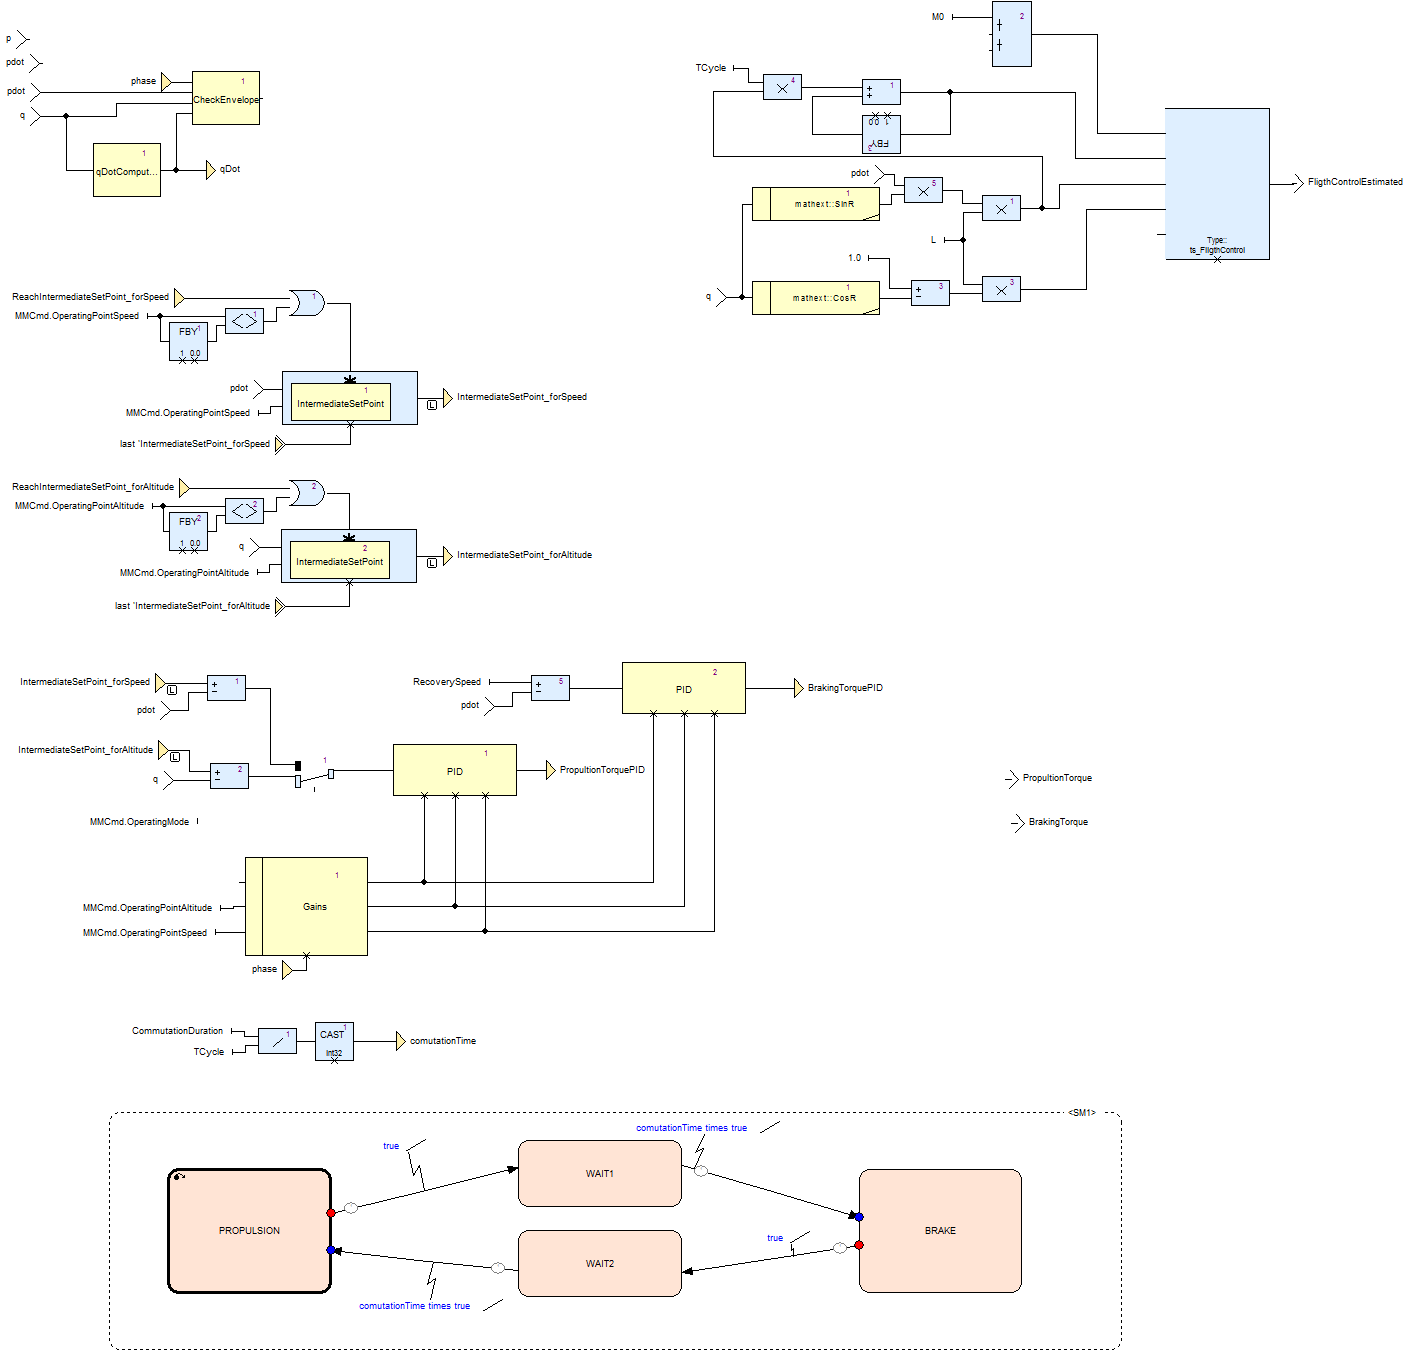 p
pdot
pdot
q
phase
1
CheckEnvelope
1
qDotComput...
qDot
M0
2
TCycle
4
1
1 0.0
FBY
3
pdot
5
1
mathext::SinR
1
L
1.0
q
1
mathext::CosR
3
3
Type::
ts_FligthControl
FligthControlEstimated
ReachIntermediateSetPoint_forSpeed
MMCmd.OperatingPointSpeed
FBY
1
1 0.0
<>
1
1
pdot
MMCmd.OperatingPointSpeed
1
IntermediateSetPoint
L
IntermediateSetPoint_forSpeed
last 'IntermediateSetPoint_forSpeed
ReachIntermediateSetPoint_forAltitude
MMCmd.OperatingPointAltitude
FBY
2
1 0.0
<>
2
2
q
MMCmd.OperatingPointAltitude
2
IntermediateSetPoint
L
IntermediateSetPoint_forAltitude
last 'IntermediateSetPoint_forAltitude
IntermediateSetPoint_forSpeed
L
pdot
1
IntermediateSetPoint_forAltitude
L
q
2
1
MMCmd.OperatingMode
RecoverySpeed
pdot
5
2
PID
BrakingTorquePID
1
PID
PropultionTorquePID
PropultionTorque
BrakingTorque
1
Gains
MMCmd.OperatingPointAltitude
MMCmd.OperatingPointSpeed
phase
CommutationDuration
TCycle
1
CAST
1
int32
comutationTime
<SM1>
true
comutationTime times true
WAIT1
PROPULSION
BRAKE
WAIT2
true
comutationTime times true